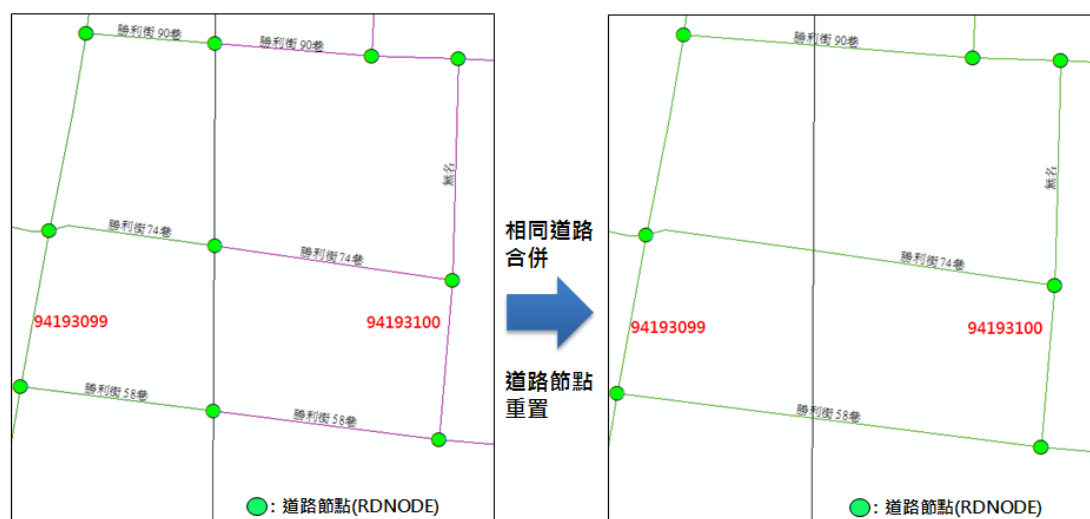 勝利街 90巷
勝利街 90巷
無名
勝利街 74巷
勝利街 74巷
94193099
94193100
勝利街 58巷
勝利街 58巷
: 道路節點(RDNODE)
相同道路
合併
道路節點
重置
勝利街 90巷
無名
勝利街 74巷
94193099
94193100
勝利街 58巷
: 道路節點(RDNODE)